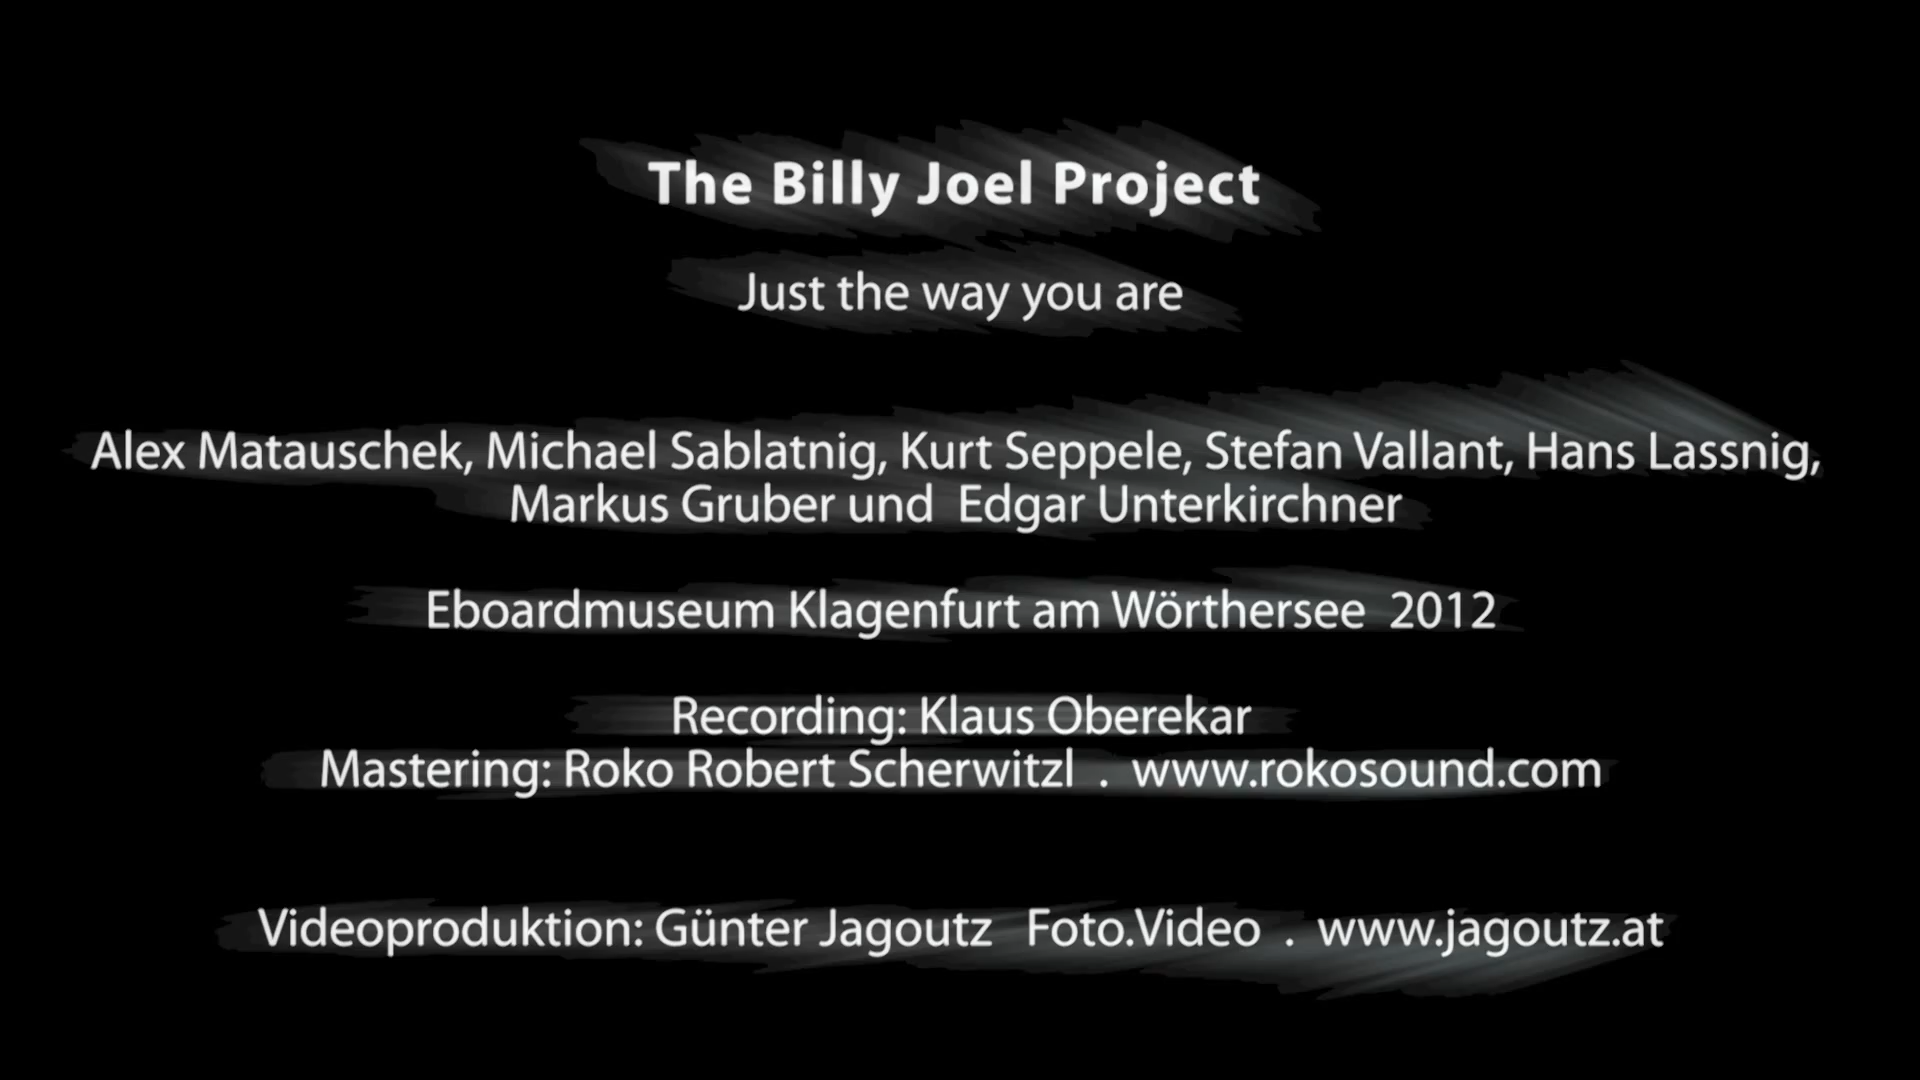 The Billy Joel Project
Just the way you are
Alex Matauschek, Michael Sablatnig, Kurt Seppele, Stefan Vallant, Hans Lassnig,
Markus Gruber und Edgar Unterkirchner
Eboardmuseum Klagenfurt am Wörthersee 2012
Recording: Klaus Oberekar
Mastering: Roko Robert Scherwitzl . www.rokosound.com
Videoproduktion: Günter Jagoutz Foto.Video . www.jagoutz.at